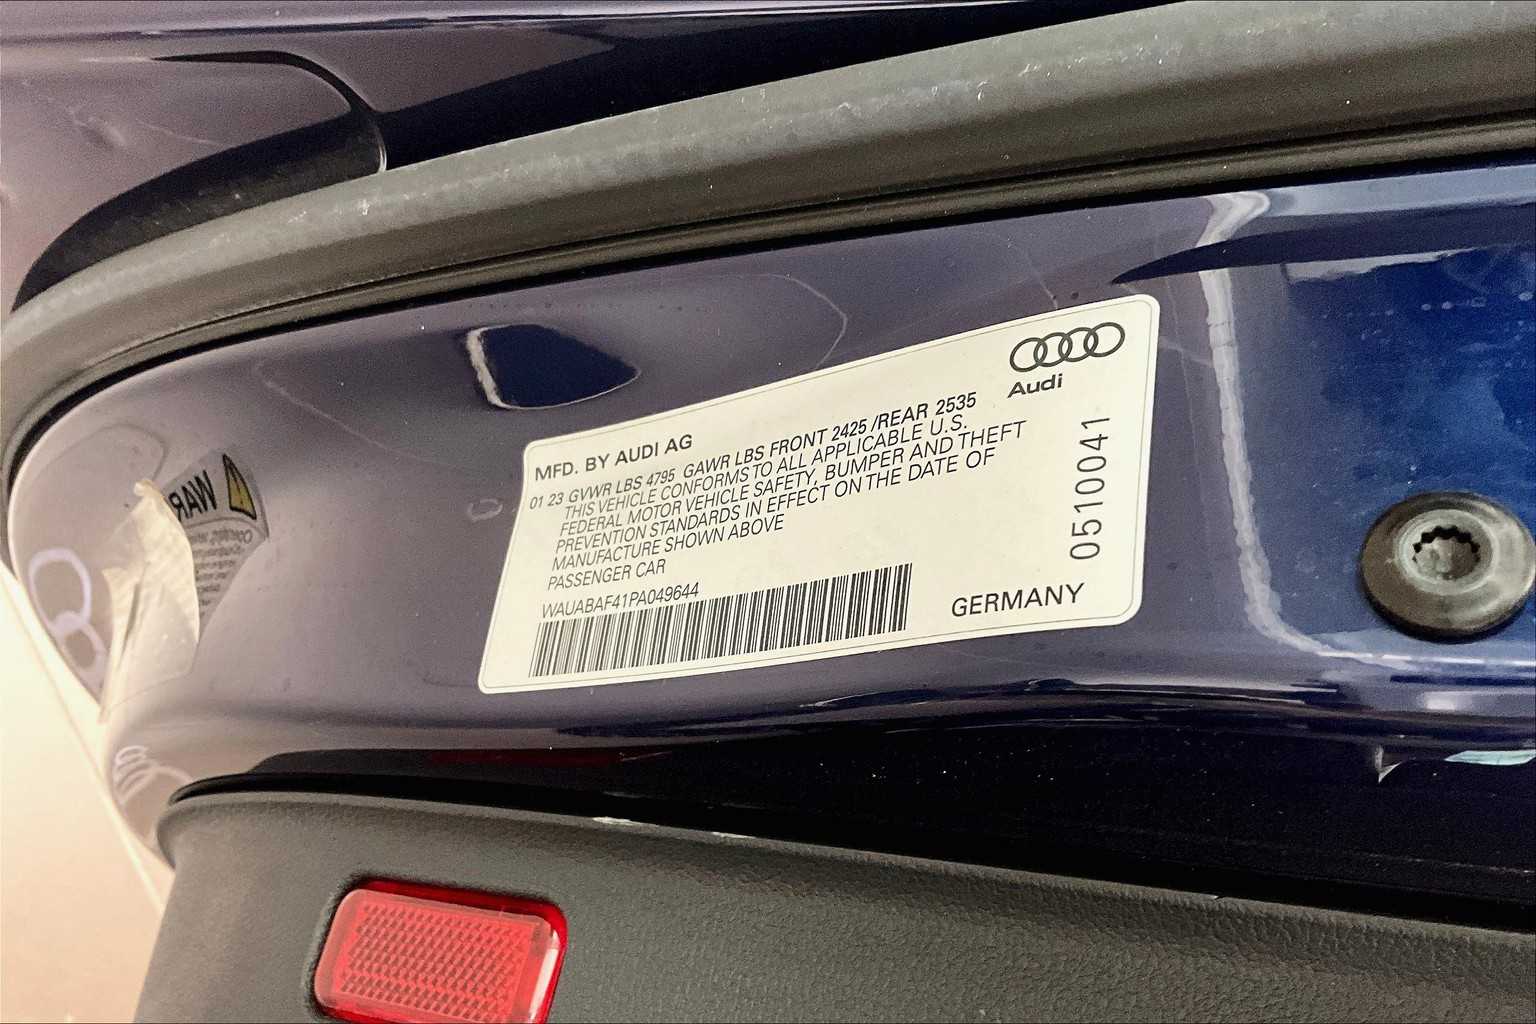 Audi
MFD. BY AUDI AG
01 23 GVWR LBS 4795 GAWR LBS FRONT 2425 /REAR 2535
THIS VEHICLE CONFORMS TO ALL APPLICABLE U.S.
FEDERAL MOTOR VEHICLE SAFETY, BUMPER AND THEFT
PREVENTION STANDARDS IN EFFECT ON THE DATE OF
MANUFACTURE SHOWN ABOVE
PASSENGER CAR
WAUABAF41PA049644
0510041
GERMANY
WAR